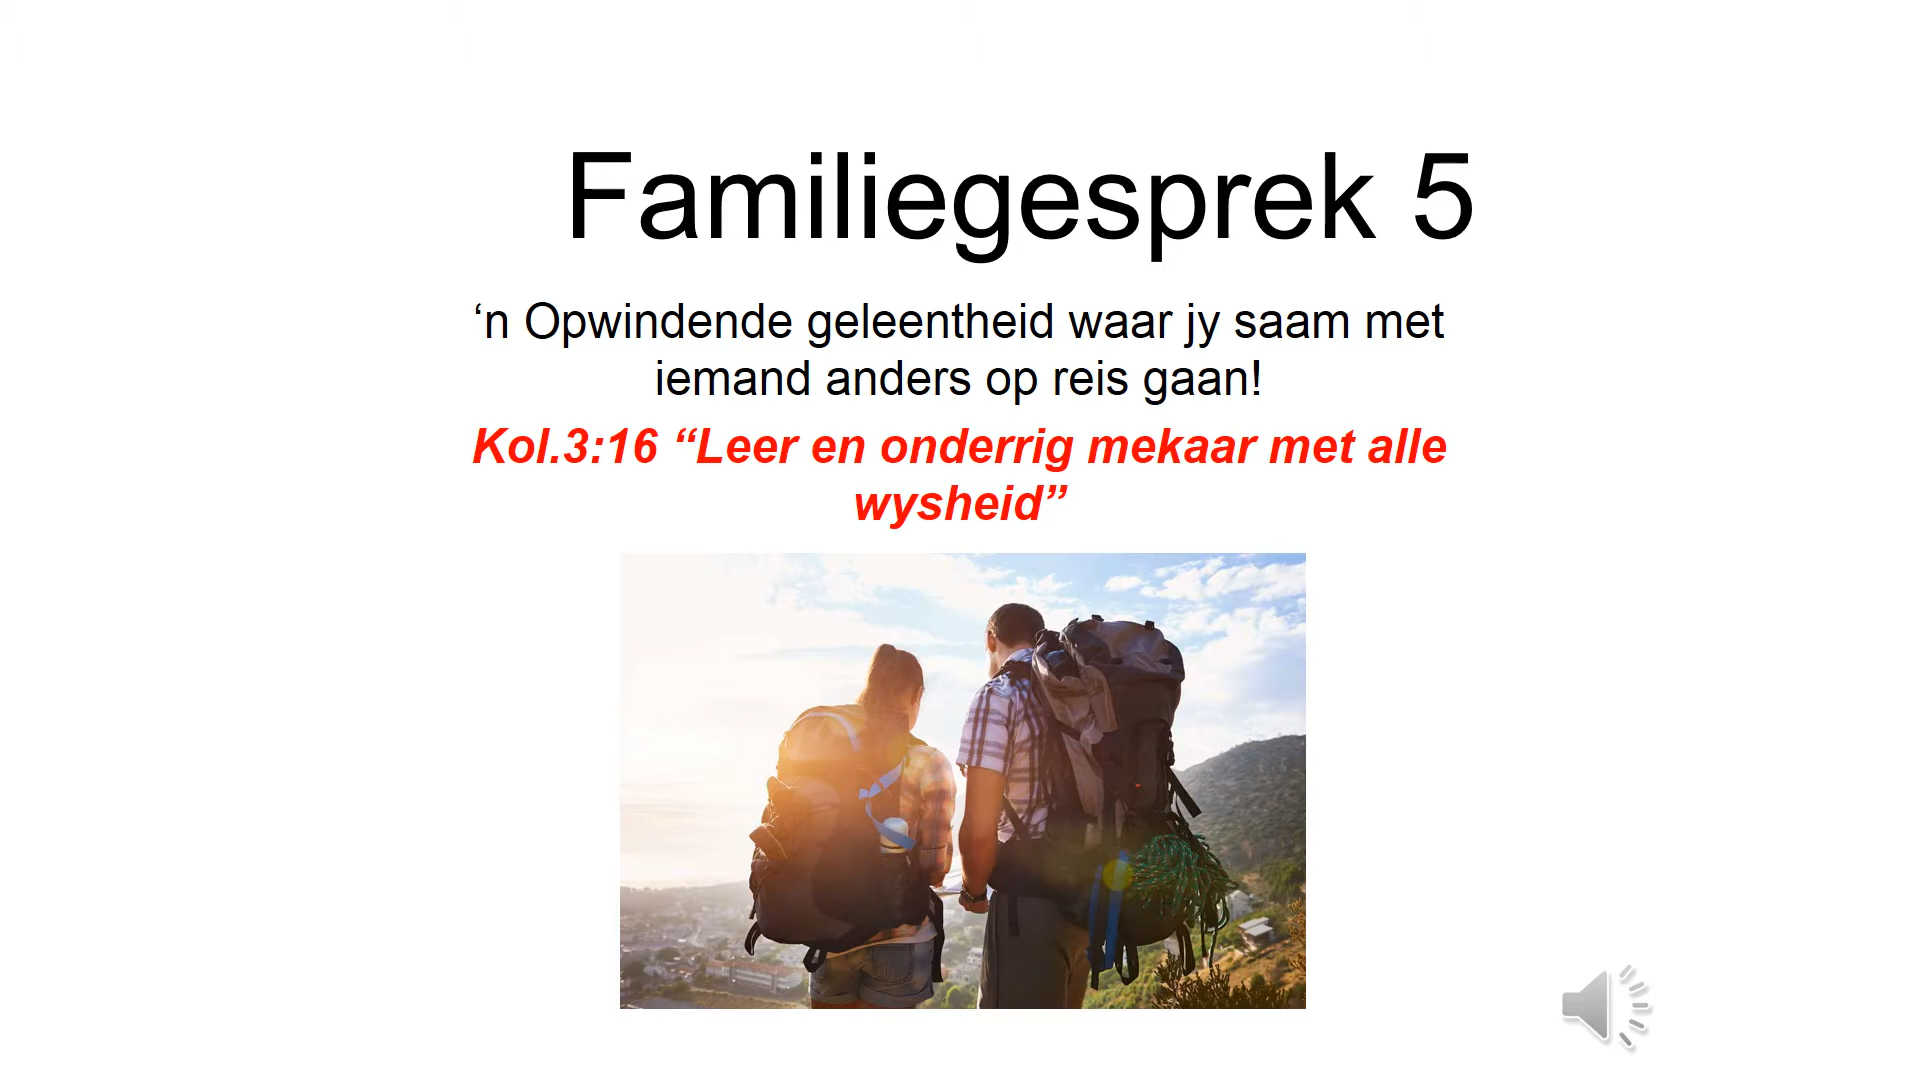 Familiegesprek 5
‘n Opwindende geleentheid waar jy saam met
iemand anders op reis gaan!
Kol.3:16 “Leer en onderrig mekaar met alle
wysheid”